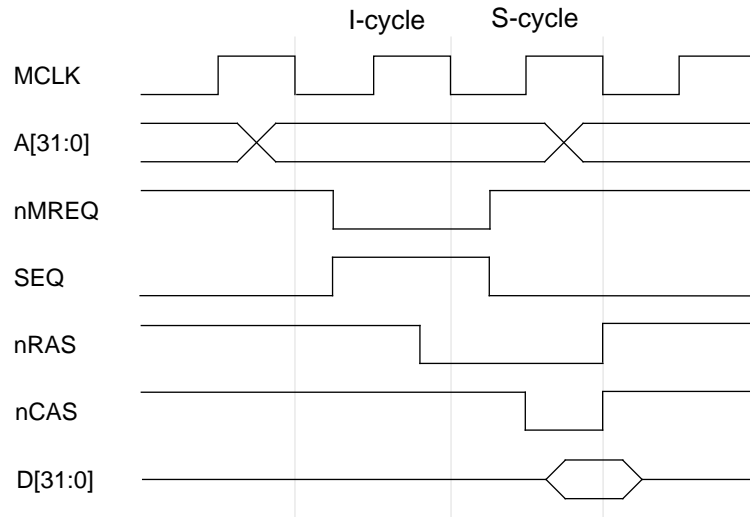 I-cycle S-cycle
MCLK
A[31:0]
nMREQ
SEQ
nRAS
nCAS
D[31:0]